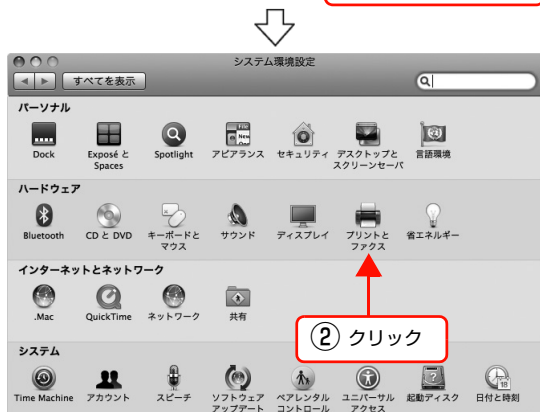 システム環境設定
すべてを表示
パーソナル
Dock
Exposé と
Spaces
Spotlight
アピアランス
セキュリティ
デスクトップと
スクリーンセーバ
言語環境
ハードウェア
Bluetooth
CD と DVD
キーボードと
マウス
サウンド
ディスプレイ
プリントと
ファクス
省エネルギー
インターネットとネットワーク
.Mac
QuickTime
ネットワーク
共有
② クリック
システム
Time Machine
アカウント
スピーチ
ソフトウェア
アップデート
ペアレンタル
コントロール
ユニバーサル
アクセス
起動ディスク
日付と時刻